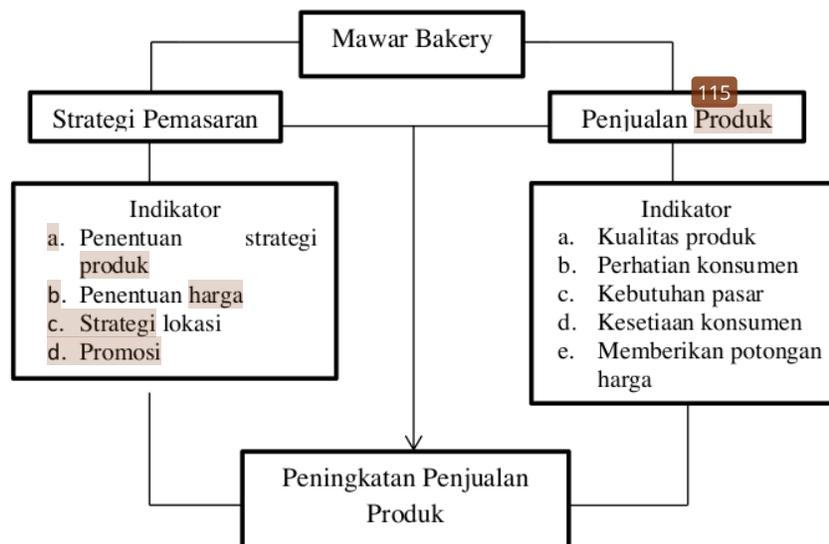 Mawar Bakery
115
Strategi Pemasaran
Penjualan Produk
Indikator
a. Penentuan strategi
produk
b. Penentuan harga
c. Strategi lokasi
d. Promosi
Indikator
a. Kualitas produk
b. Perhatian konsumen
c. Kebutuhan pasar
d. Kesetiaan konsumen
e. Memberikan potongan
harga
Peningkatan Penjualan
Produk